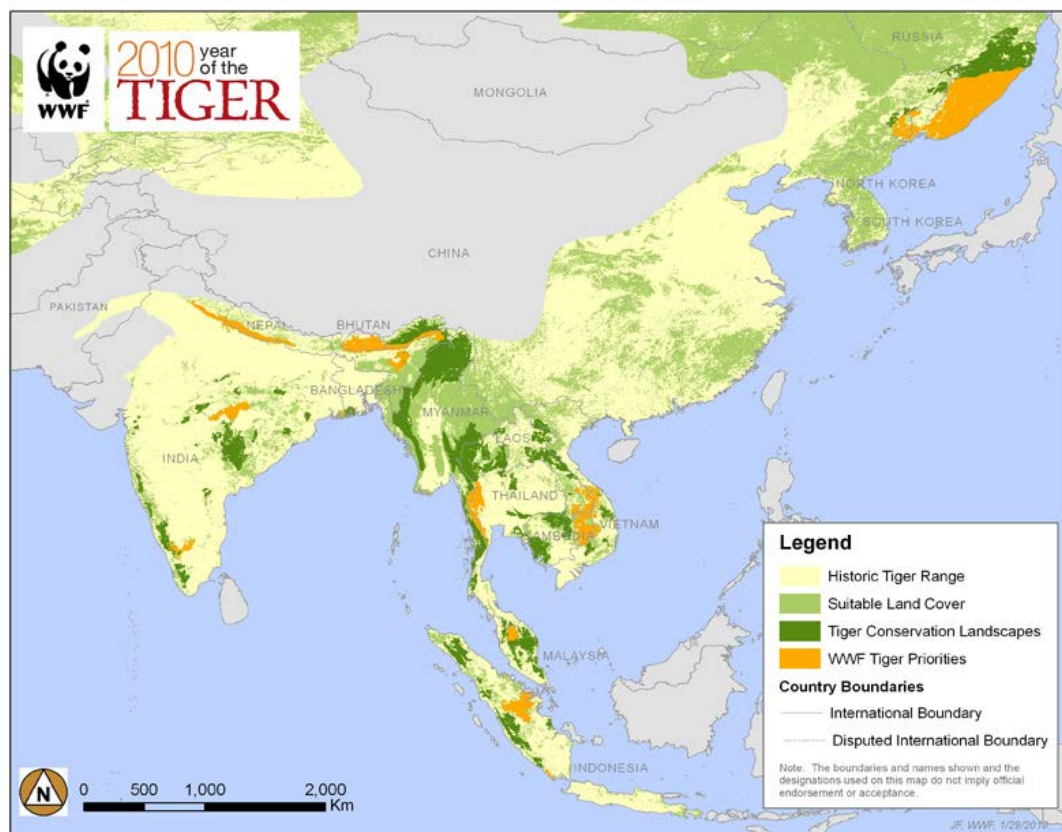 2010 year
of the
TIGER
WWF
RUSSIA
MONGOLIA
NORTH KOREA
SOUTH KOREA
CHINA
PAKISTAN
NEPAL
BHUTAN
BANGLADESH
MYANMAR
INDIA
LAOS
THAILAND
VIETNAM
CAMBODIA
MALAYSIA
INDONESIA
Legend
Historic Tiger Range
Suitable Land Cover
Tiger Conservation Landscapes
WWF Tiger Priorities
Country Boundaries
International Boundary
Disputed International Boundary
Note: The boundaries and names shown and the
designations used on this map do not imply official
endorsement or acceptance.
N
0 500 1,000 2,000
Km
JF, WWF, 1/29/2010